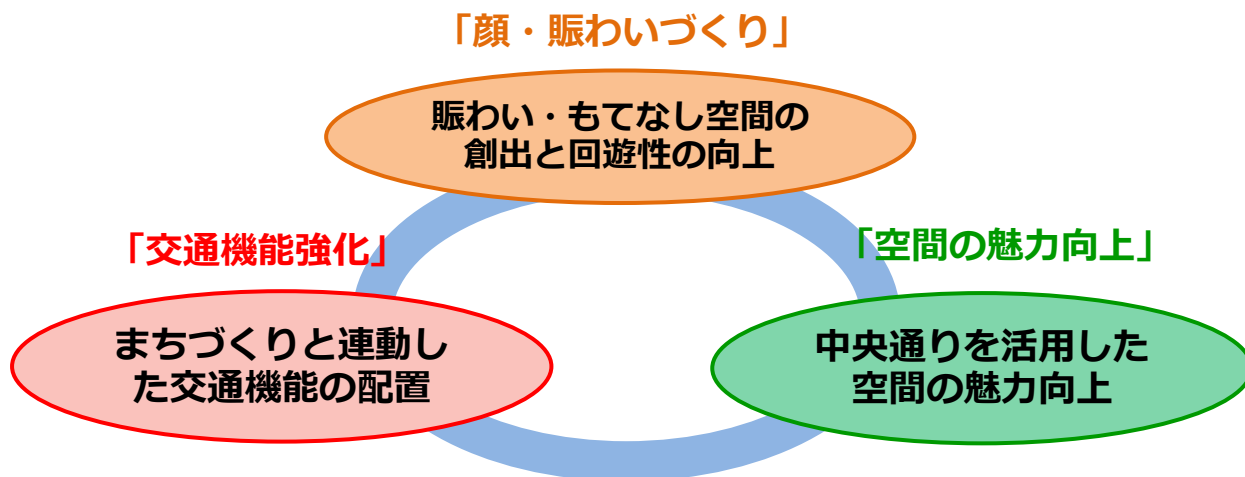 「顔・賑わいづくり」
賑わい・もてなし空間の
創出と回遊性の向上
「交通機能強化」
まちづくりと連動し
た交通機能の配置
「空間の魅力向上」
中央通りを活用した
空間の魅力向上